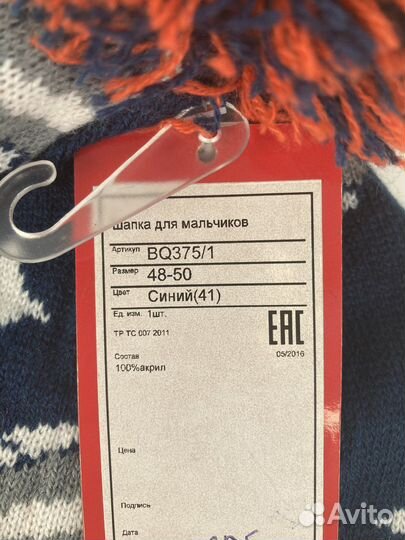 шапка для мальчиков
Артикул BQ375/1
Размер 48-50
Цвет Синий(41)
Ед. изм. 1шт.
ТР ТС 007 2011
EAC
05/2016
Состав
100%акрил
Цена
Подпись
Дата
Avito